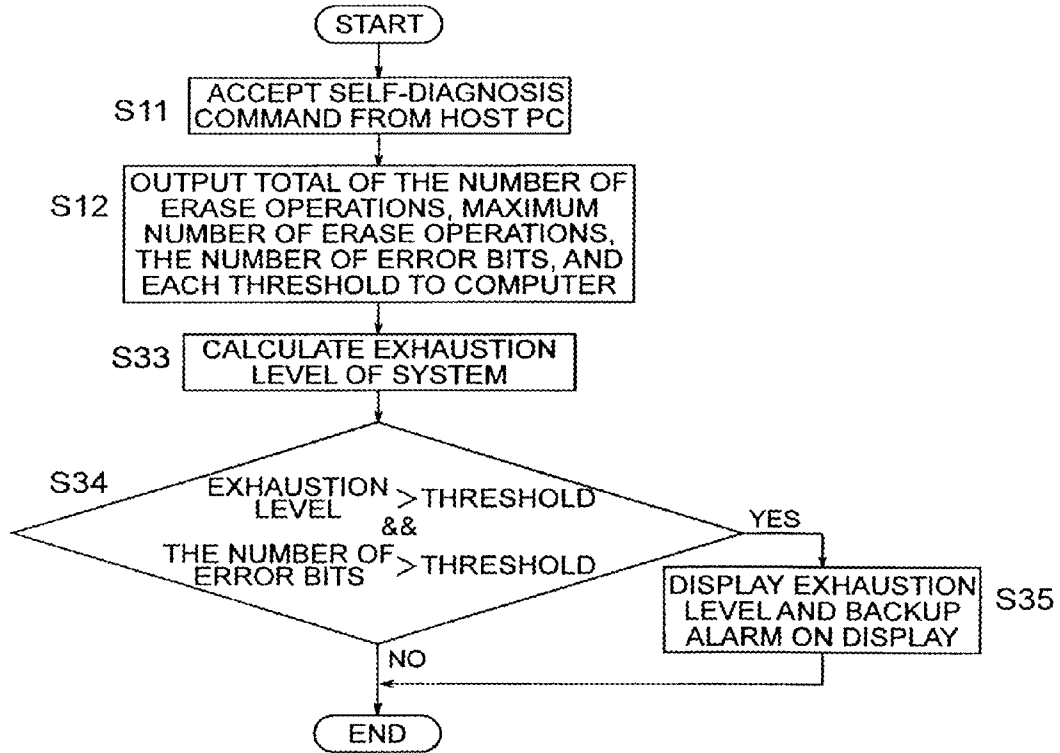 START
S11
ACCEPT SELF-DIAGNOSIS
COMMAND FROM HOST PC
S12
OUTPUT TOTAL OF THE NUMBER OF
ERASE OPERATIONS, MAXIMUM
NUMBER OF ERASE OPERATIONS,
THE NUMBER OF ERROR BITS, AND
EACH THRESHOLD TO COMPUTER
S33
CALCULATE EXHAUSTION
LEVEL OF SYSTEM
S34
EXHAUSTION
LEVEL
>THRESHOLD
&&
THE NUMBER OF
ERROR BITS
>THRESHOLD
YES
DISPLAY EXHAUSTION
LEVEL AND BACKUP
ALARM ON DISPLAY
S35
NO
END